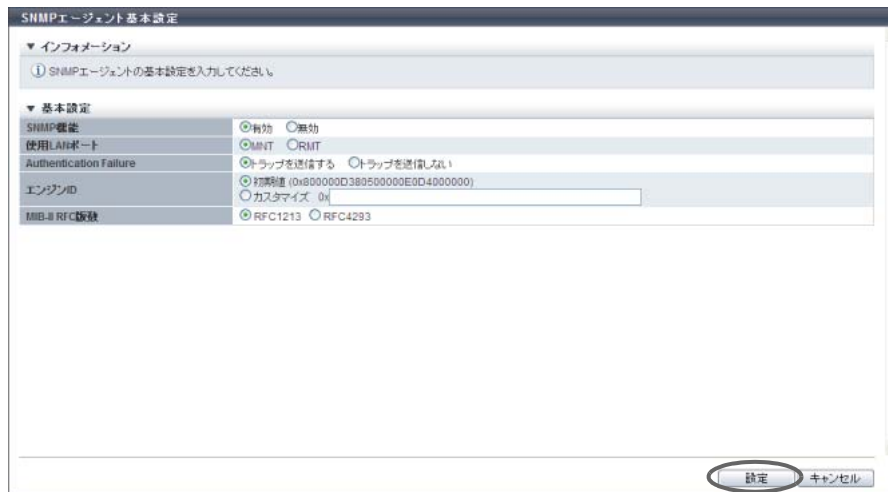 SNMPエージェント基本設定
▼ インフォメーション
SNMPエージェントの基本設定を入力してください。
▼ 基本設定
SNMP機能 有効 無効
使用LANポート MNT RMT
Authentication Failure トラップを送信する トラップを送信しない
エンジンID 初期値 (0x800000D380500000E0D4000000)
カスタマイズ 0x
MIB-II RFC版数 RFC1213 RFC4293
設定 キャンセル